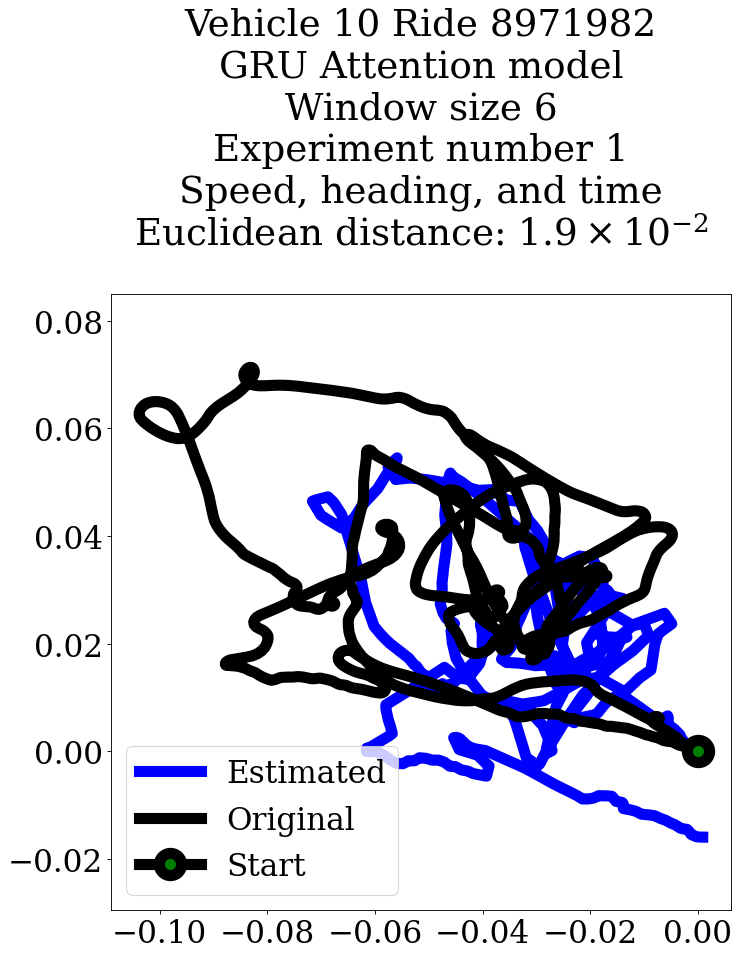 Vehicle 10 Ride 8971982
GRU Attention model
Window size 6
Experiment number 1
Speed, heading, and time
Euclidean distance: 1.9 × 10⁻²
0.08
0.06
0.04
0.02
0.00
−0.02
Estimated
Original
Start
−0.10 −0.08 −0.06 −0.04 −0.02 0.00